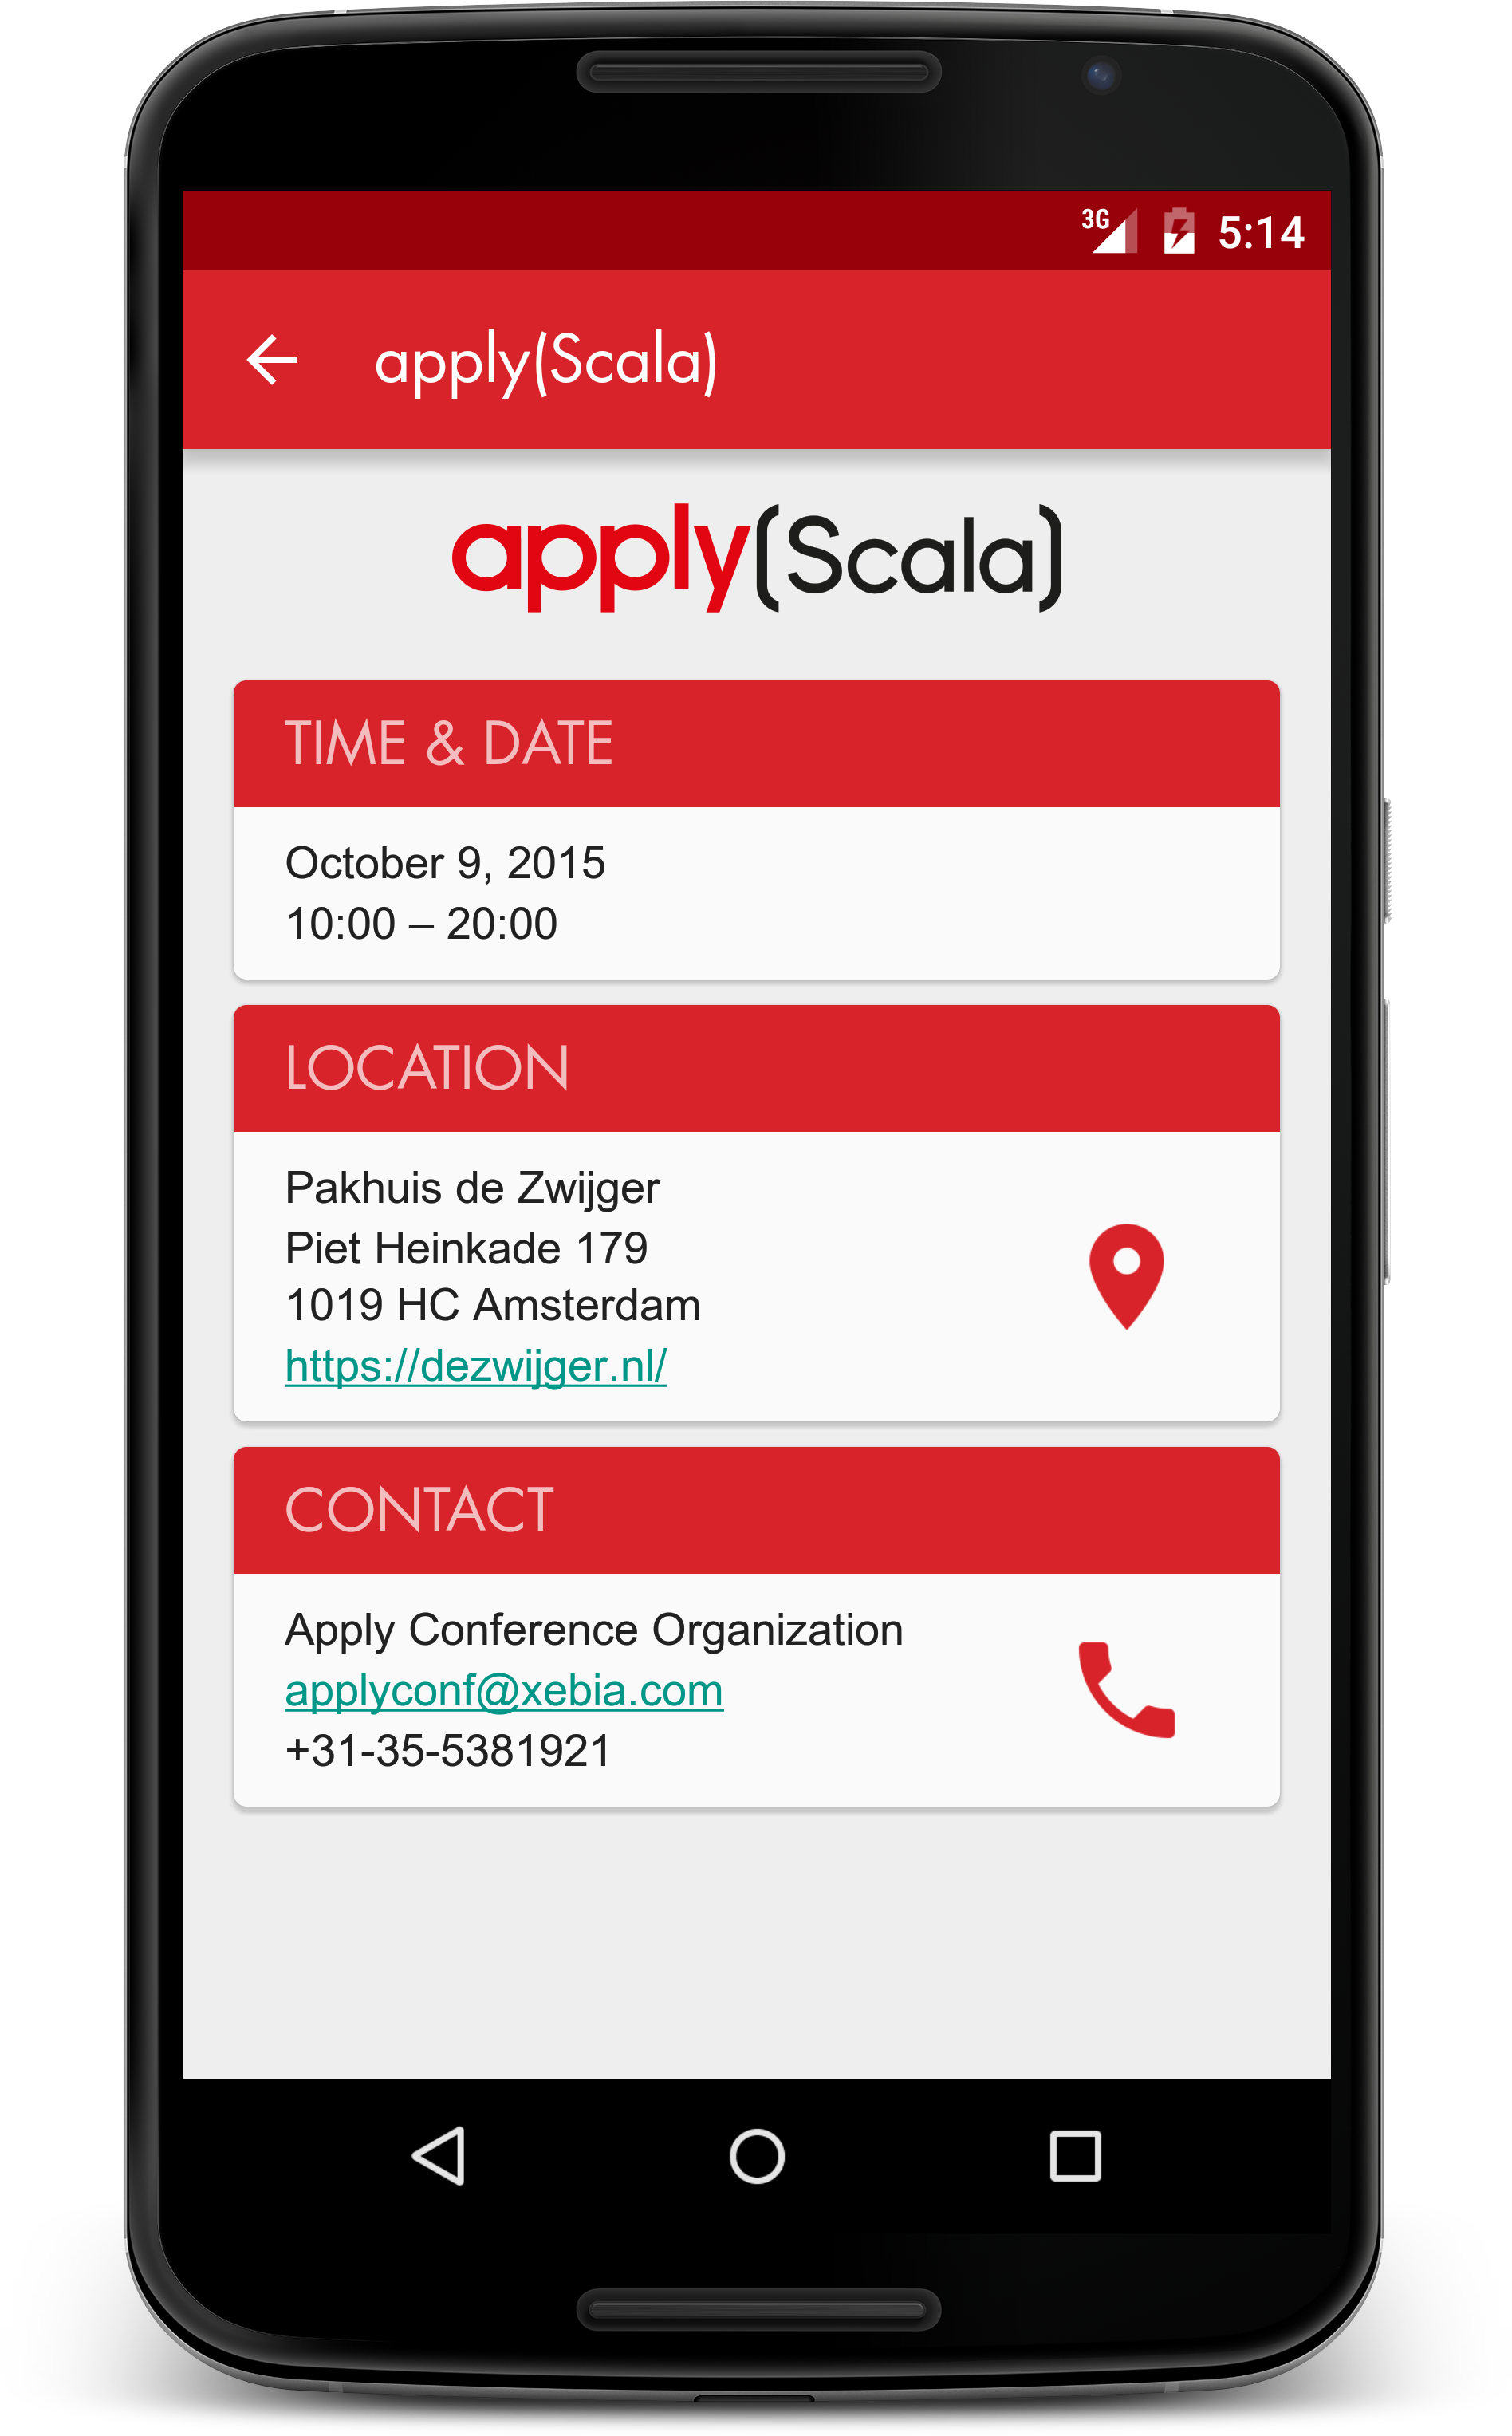 3G 5:14
apply(Scala)
apply(Scala)
TIME & DATE
October 9, 2015
10:00 – 20:00
LOCATION
Pakhuis de Zwijger
Piet Heinkade 179
1019 HC Amsterdam
https://dezwijger.nl/
CONTACT
Apply Conference Organization
applyconf@xebia.com
+31-35-5381921